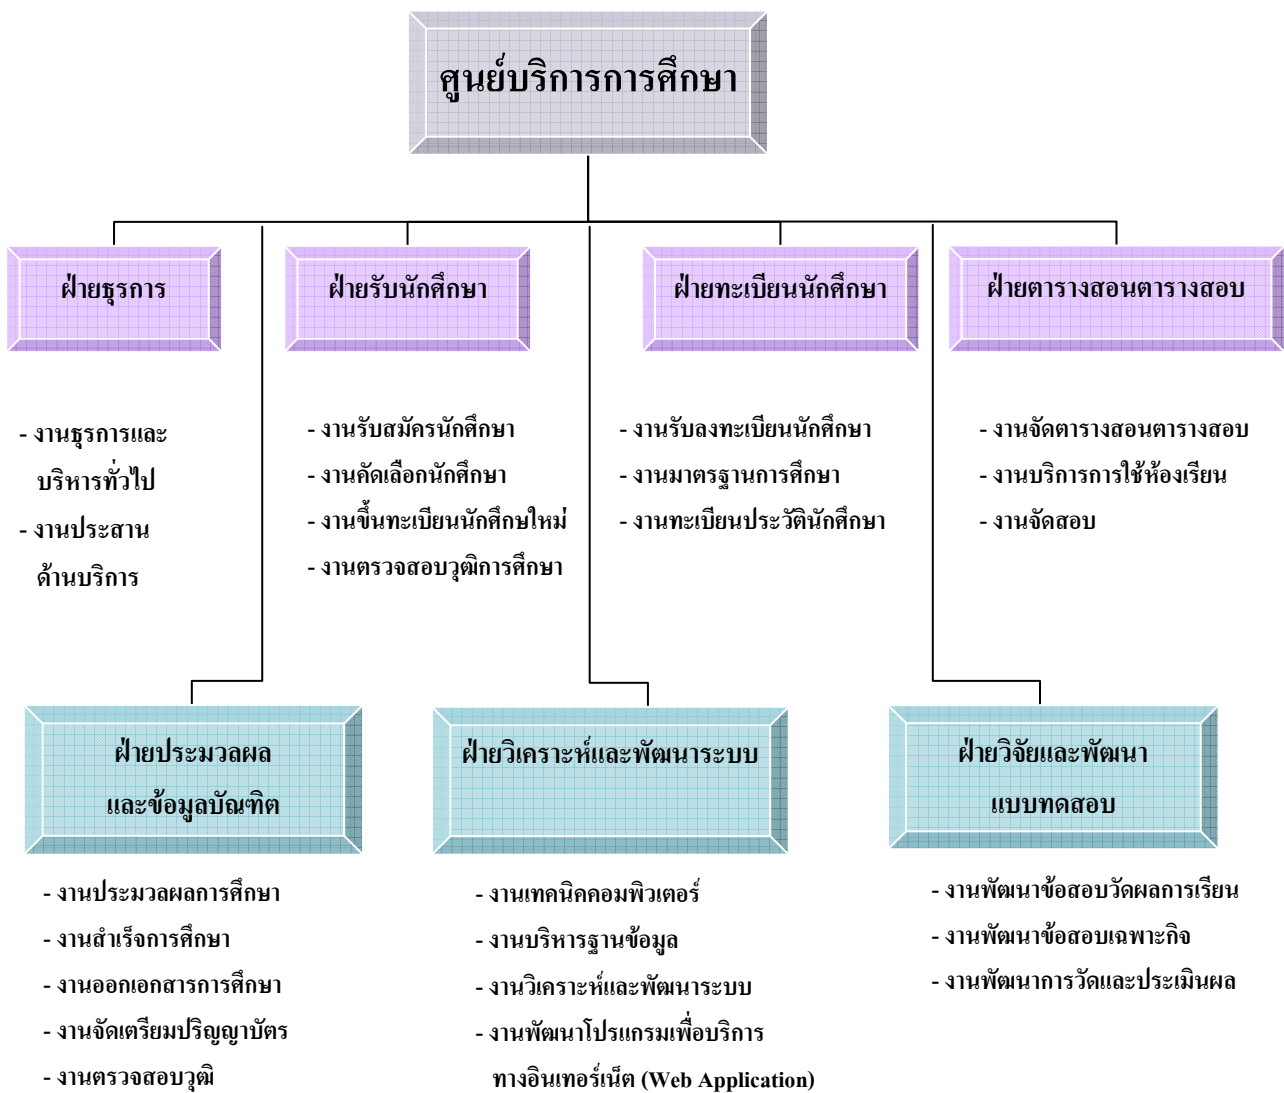 ศูนย์บริการการศึกษา
ฝ่ายธุรการ
- งานธุรการและ
บริหารทั่วไป
- งานประสาน
ด้านบริการ
ฝ่ายรับนักศึกษา
- งานรับสมัครนักศึกษา
- งานคัดเลือกนักศึกษา
- งานขึ้นทะเบียนนักศึกษใหม่
- งานตรวจสอบวุฒิการศึกษา
ฝ่ายทะเบียนนักศึกษา
- งานรับลงทะเบียนนักศึกษา
- งานมาตรฐานการศึกษา
- งานทะเบียนประวัตินักศึกษา
ฝ่ายตารางสอนตารางสอบ
- งานจัดตารางสอนตารางสอบ
- งานบริการการใช้ห้องเรียน
- งานจัดสอบ
ฝ่ายประมวลผล
และข้อมูลบัณฑิต
- งานประมวลผลการศึกษา
- งานสำเร็จการศึกษา
- งานออกเอกสารการศึกษา
- งานจัดเตรียมปริญญาบัตร
- งานตรวจสอบวุฒิ
ฝ่ายวิเคราะห์และพัฒนาระบบ
- งานเทคนิคคอมพิวเตอร์
- งานบริหารฐานข้อมูล
- งานวิเคราะห์และพัฒนาระบบ
- งานพัฒนาโปรแกรมเพื่อบริการ
ทางอินเทอร์เน็ต (Web Application)
ฝ่ายวิจัยและพัฒนา
แบบทดสอบ
- งานพัฒนาข้อสอบวัดผลการเรียน
- งานพัฒนาข้อสอบเฉพาะกิจ
- งานพัฒนาการวัดและประเมินผล